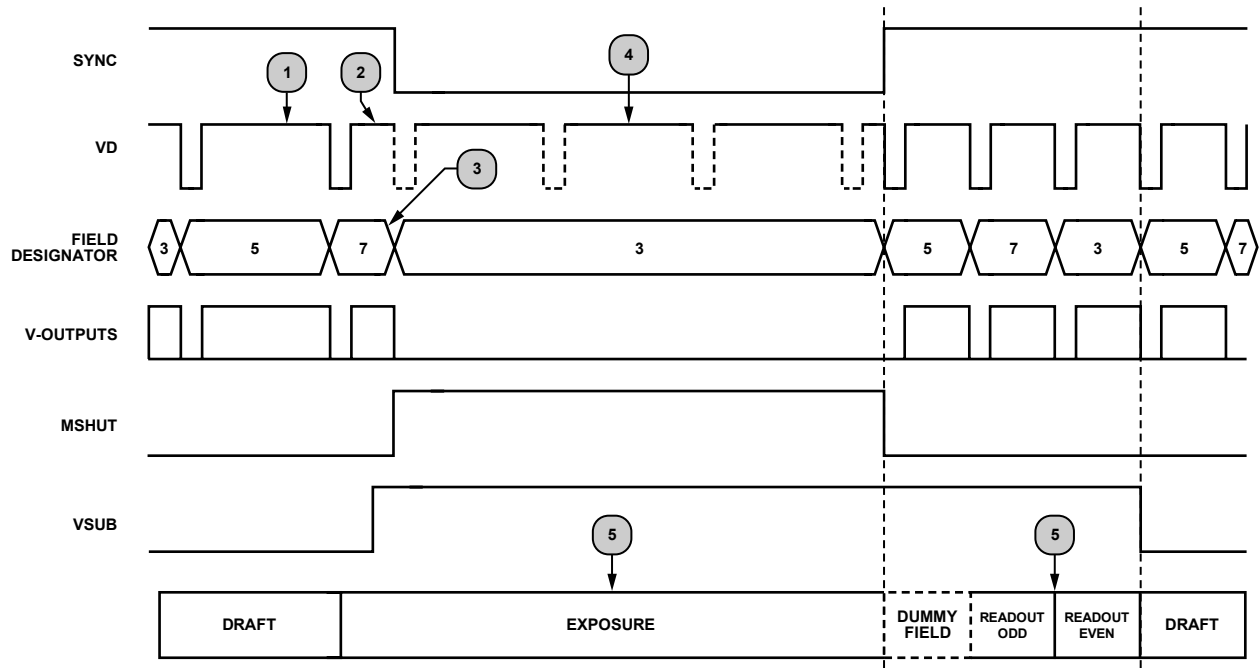 SYNC
1
2
4
VD
3
FIELD
DESIGNATOR
3
5
7
3
5
7
3
5
7
V-OUTPUTS
MSHUT
VSUB
5
5
DRAFT
EXPOSURE
DUMMY
FIELD
READOUT
ODD
READOUT
EVEN
DRAFT